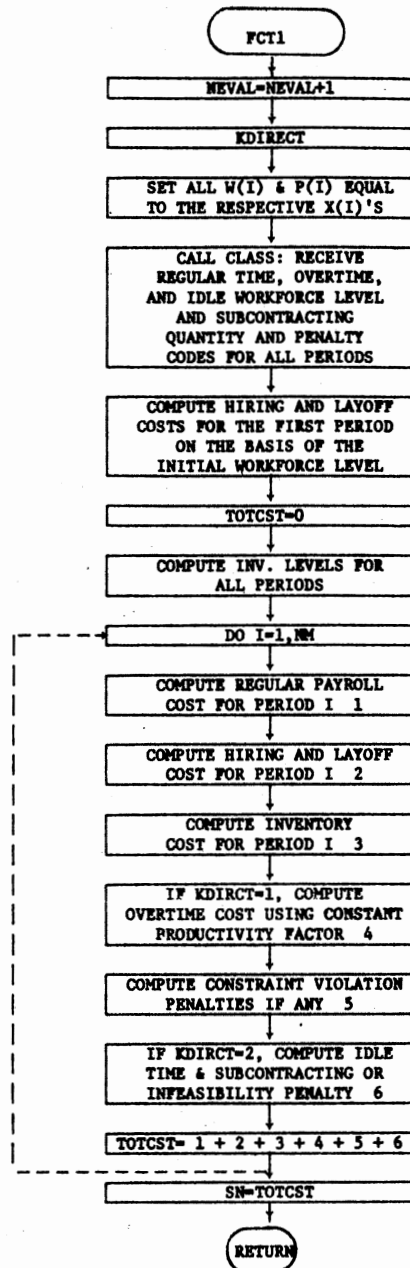 FCT1
NEVAL=NEVAL+1
KDIRECT
SET ALL W(I) & P(I) EQUAL
TO THE RESPECTIVE X(I)'S
CALL CLASS: RECEIVE
REGULAR TIME, OVERTIME,
AND IDLE WORKFORCE LEVEL
AND SUBCONTRACTING
QUANTITY AND PENALTY
CODES FOR ALL PERIODS
COMPUTE HIRING AND LAYOFF
COSTS FOR THE FIRST PERIOD
ON THE BASIS OF THE
INITIAL WORKFORCE LEVEL
TOTCST=0
COMPUTE INV. LEVELS FOR
ALL PERIODS
DO I=1,NM
COMPUTE REGULAR PAYROLL
COST FOR PERIOD I 1
COMPUTE HIRING AND LAYOFF
COST FOR PERIOD I 2
COMPUTE INVENTORY
COST FOR PERIOD I 3
IF KDIRCT=1, COMPUTE
OVERTIME COST USING CONSTANT
PRODUCTIVITY FACTOR 4
COMPUTE CONSTRAINT VIOLATION
PENALTIES IF ANY 5
IF KDIRCT=2, COMPUTE IDLE
TIME & SUBCONTRACTING OR
INFEASIBILITY PENALTY 6
TOTCST= 1 + 2 + 3 + 4 + 5 + 6
SN=TOTCST
RETURN